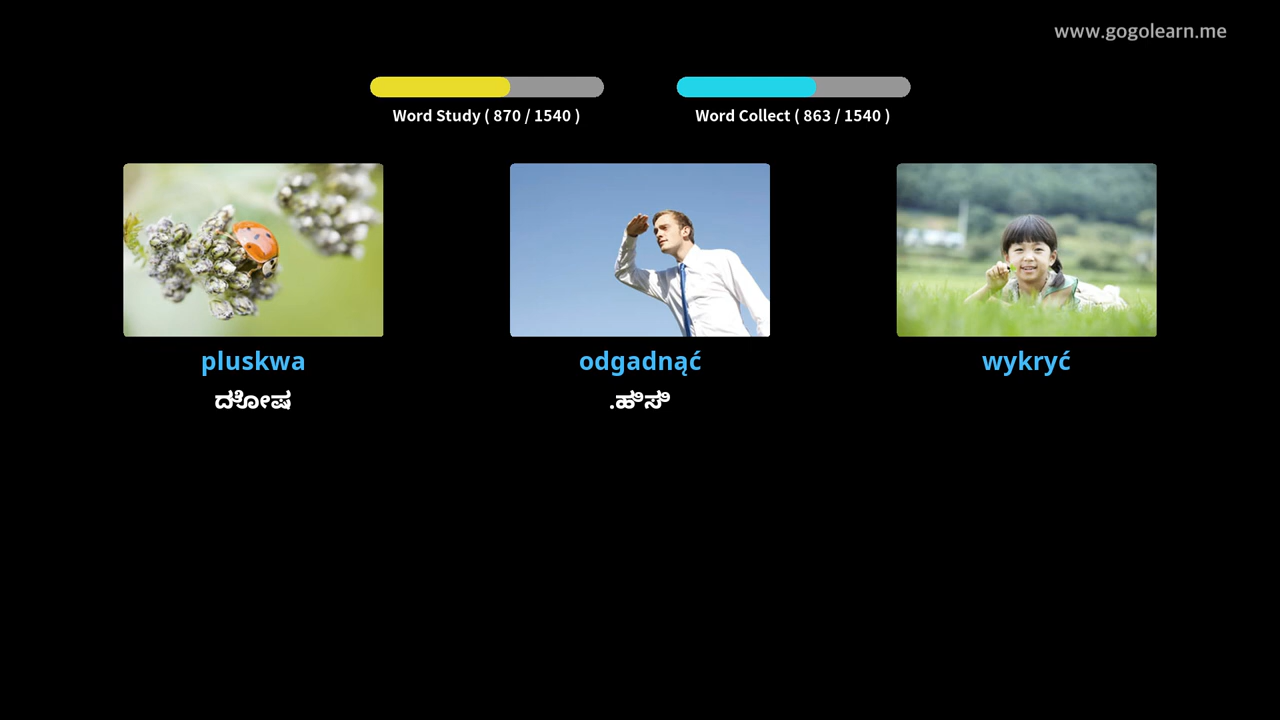 www.gogolearn.me
Word Study ( 870 / 1540 )
Word Collect ( 863 / 1540 )
pluskwa
odgadnąć
wykryć
ದೋಷ
.ಹಿಸಿ